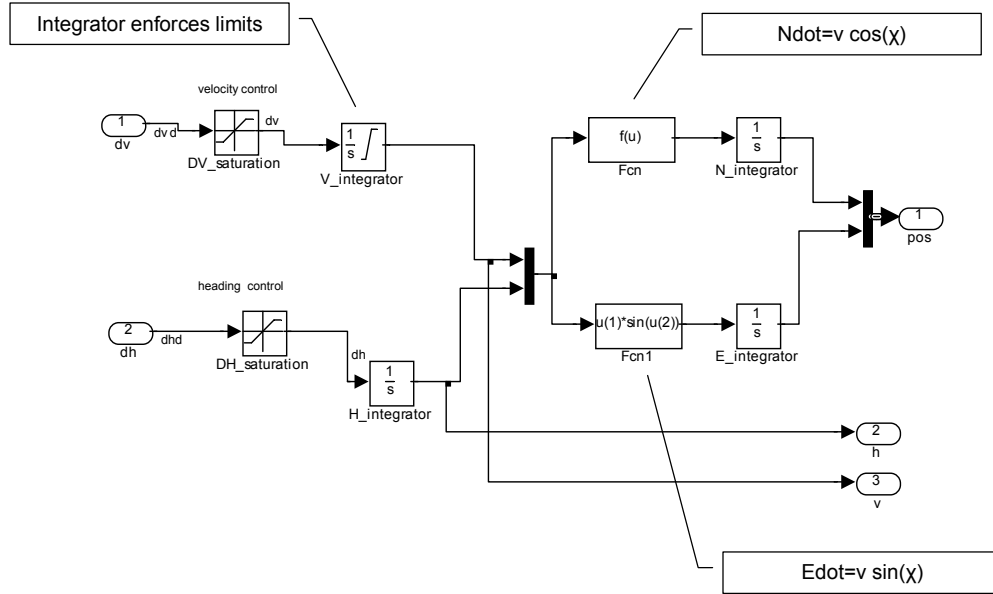 Integrator enforces limits
Ndot=v cos(χ)
velocity control
1
dv
dvd
DV_saturation
dv
1
s
V_integrator
f(u)
Fcn
1
s
N_integrator
1
pos
heading control
2
dh
dhd
DH_saturation
dh
1
s
H_integrator
u(1)*sin(u(2))
Fcn1
1
s
E_integrator
2
h
3
v
Edot=v sin(χ)